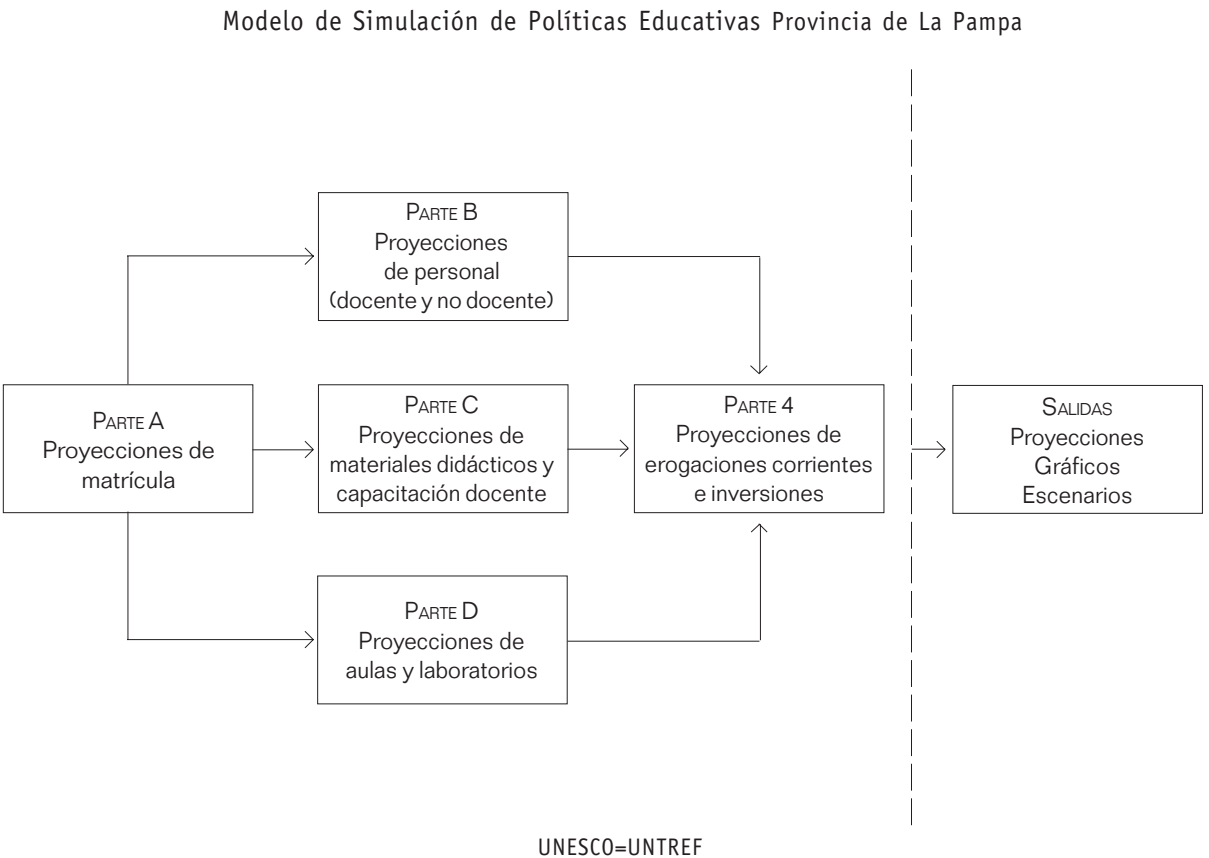 Modelo de Simulación de Políticas Educativas Provincia de La Pampa
PARTE B
Proyecciones
de personal
(docente y no docente)
PARTE A
Proyecciones de
matrícula
PARTE C
Proyecciones de
materiales didácticos y
capacitación docente
PARTE 4
Proyecciones de
erogaciones corrientes
e inversiones
SALIDAS
Proyecciones
Gráficos
Escenarios
PARTE D
Proyecciones de
aulas y laboratorios
UNESCO=UNTREF